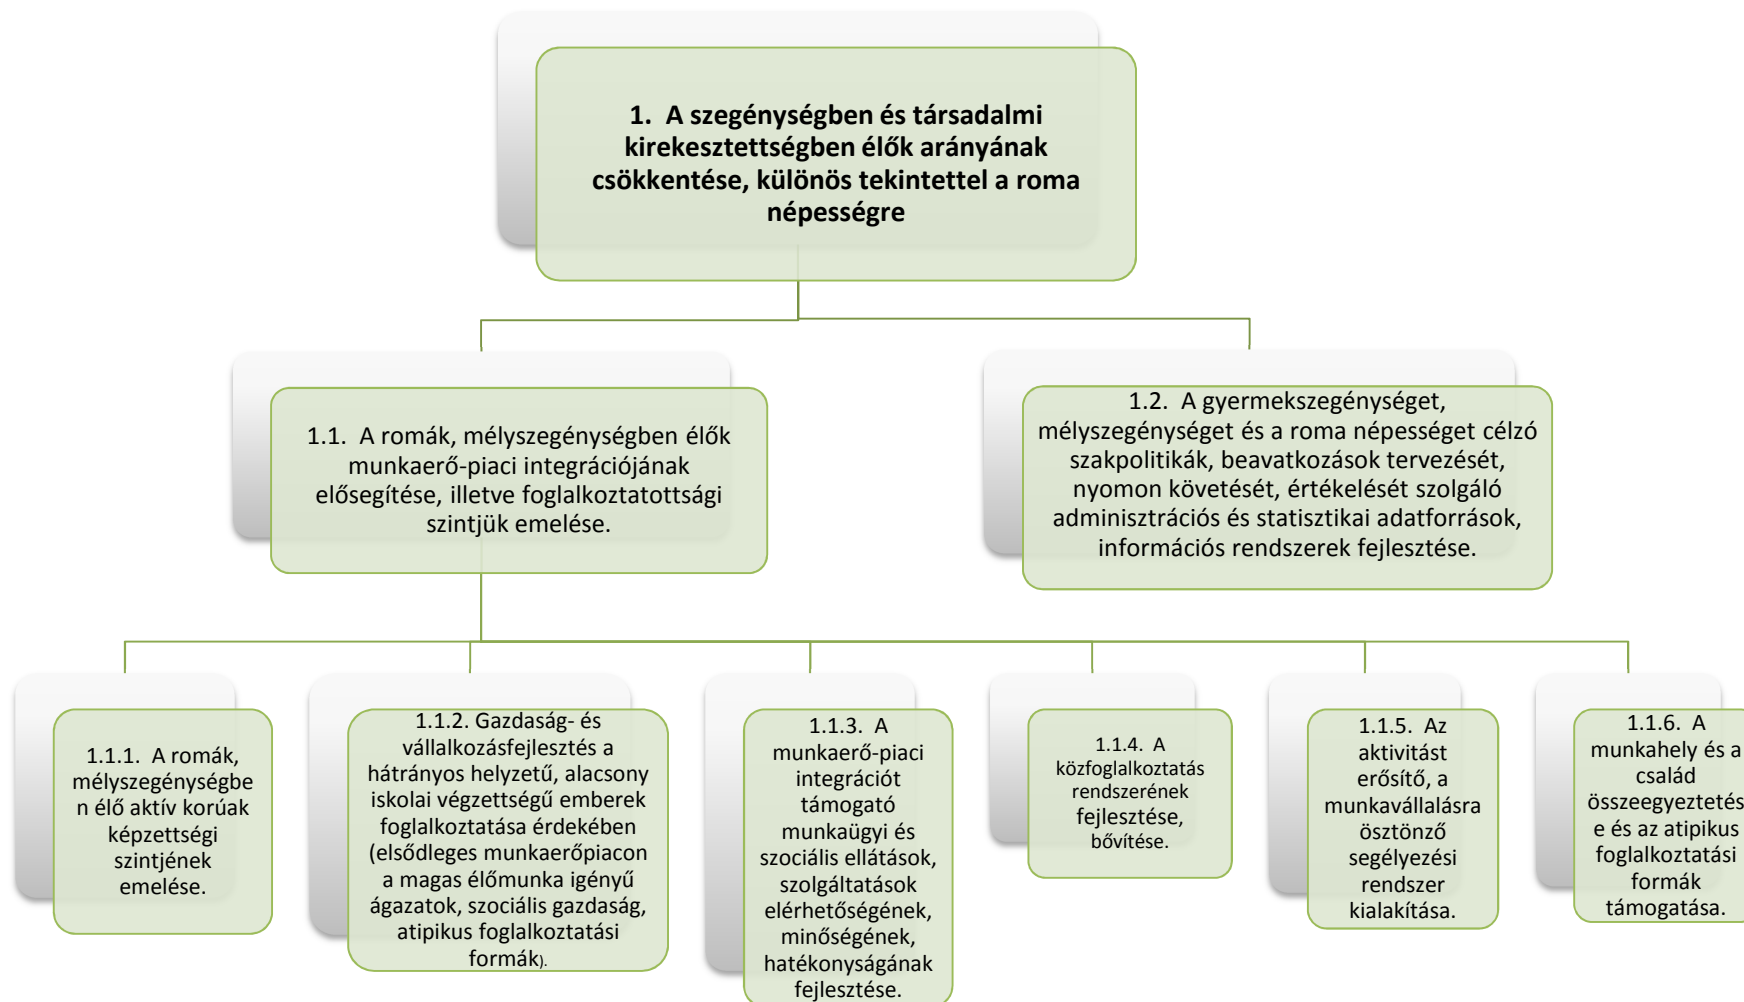 1. A szegénységben és társadalmi
kirekesztettségben élők arányának
csökkentése, különös tekintettel a roma
népességre
1.1. A romák, mélyszegénységben élők
munkaerő-piaci integrációjának
elősegítése, illetve foglalkoztatottsági
szintjük emelése.
1.2. A gyermekszegénységet,
mélyszegénységet és a roma népességet célzó
szakpolitikák, beavatkozások tervezését,
nyomon követését, értékelését szolgáló
adminisztrációs és statisztikai adatforrások,
információs rendszerek fejlesztése.
1.1.1. A romák,
mélyszegénységbe
n élő aktív korúak
képzettségi
szintjének
emelése.
1.1.2. Gazdaság- és
vállalkozásfejlesztés a
hátrányos helyzetű, alacsony
iskolai végzettségű emberek
foglalkoztatása érdekében
(elsődleges munkaerőpiacon
a magas élőmunka igényű
ágazatok, szociális gazdaság,
atipikus foglalkoztatási
formák).
1.1.3. A
munkaerő-piaci
integrációt
támogató
munkaügyi és
szociális ellátások,
szolgáltatások
elérhetőségének,
minőségének,
hatékonyságának
fejlesztése.
1.1.4. A
közfoglalkoztatás
rendszerének
fejlesztése,
bővítése.
1.1.5. Az
aktivitást
erősítő, a
munkavállalásra
ösztönző
segélyezési
rendszer
kialakítása.
1.1.6. A
munkahely és a
család
összeegyeztetés
e és az atipikus
foglalkoztatási
formák
támogatása.